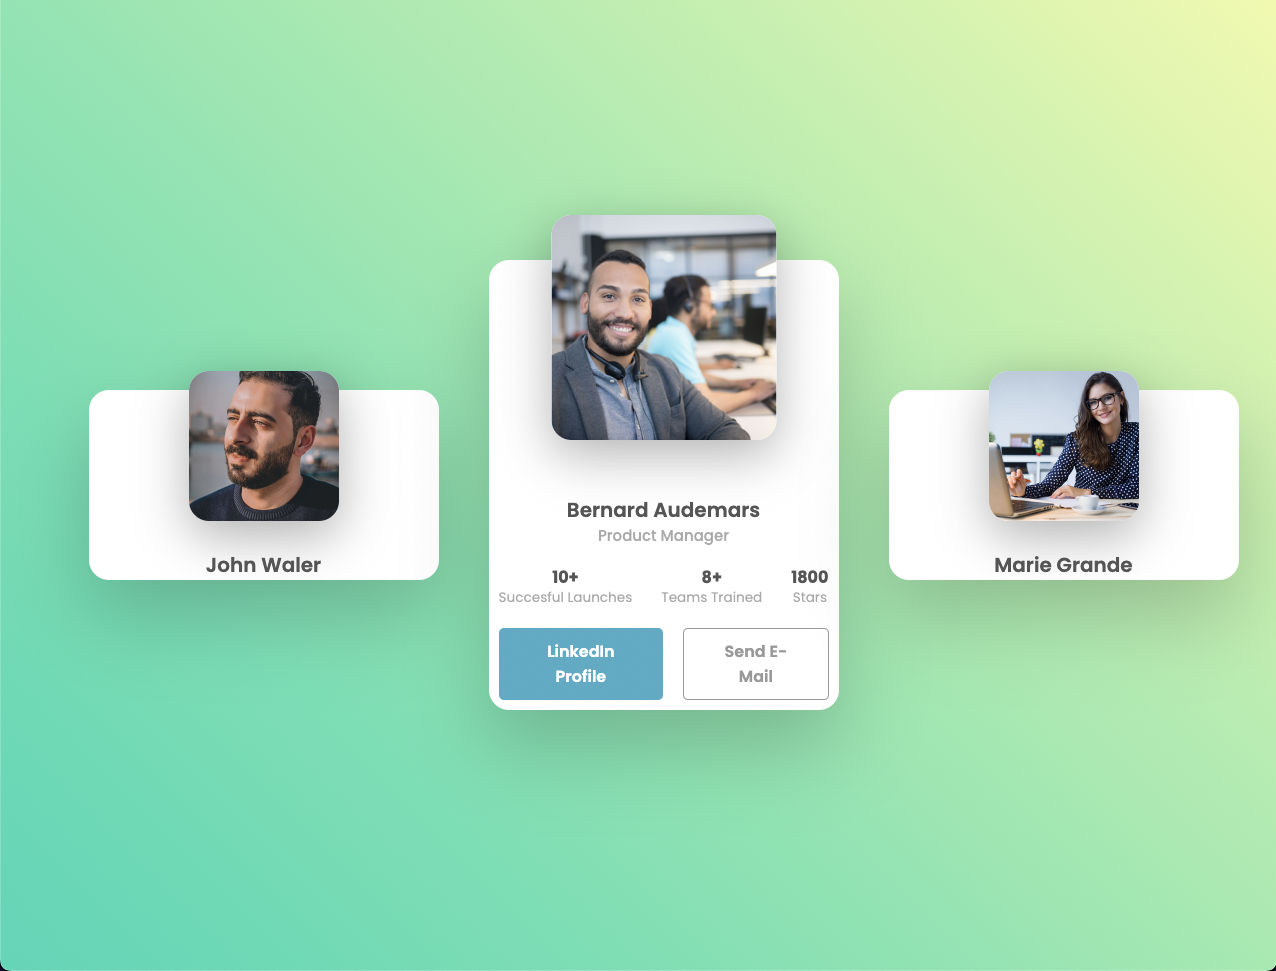 John Waler
Bernard Audemars
Product Manager
10+
Succesful Launches
8+
Teams Trained
1800
Stars
LinkedIn
Profile
Send E-
Mail
Marie Grande